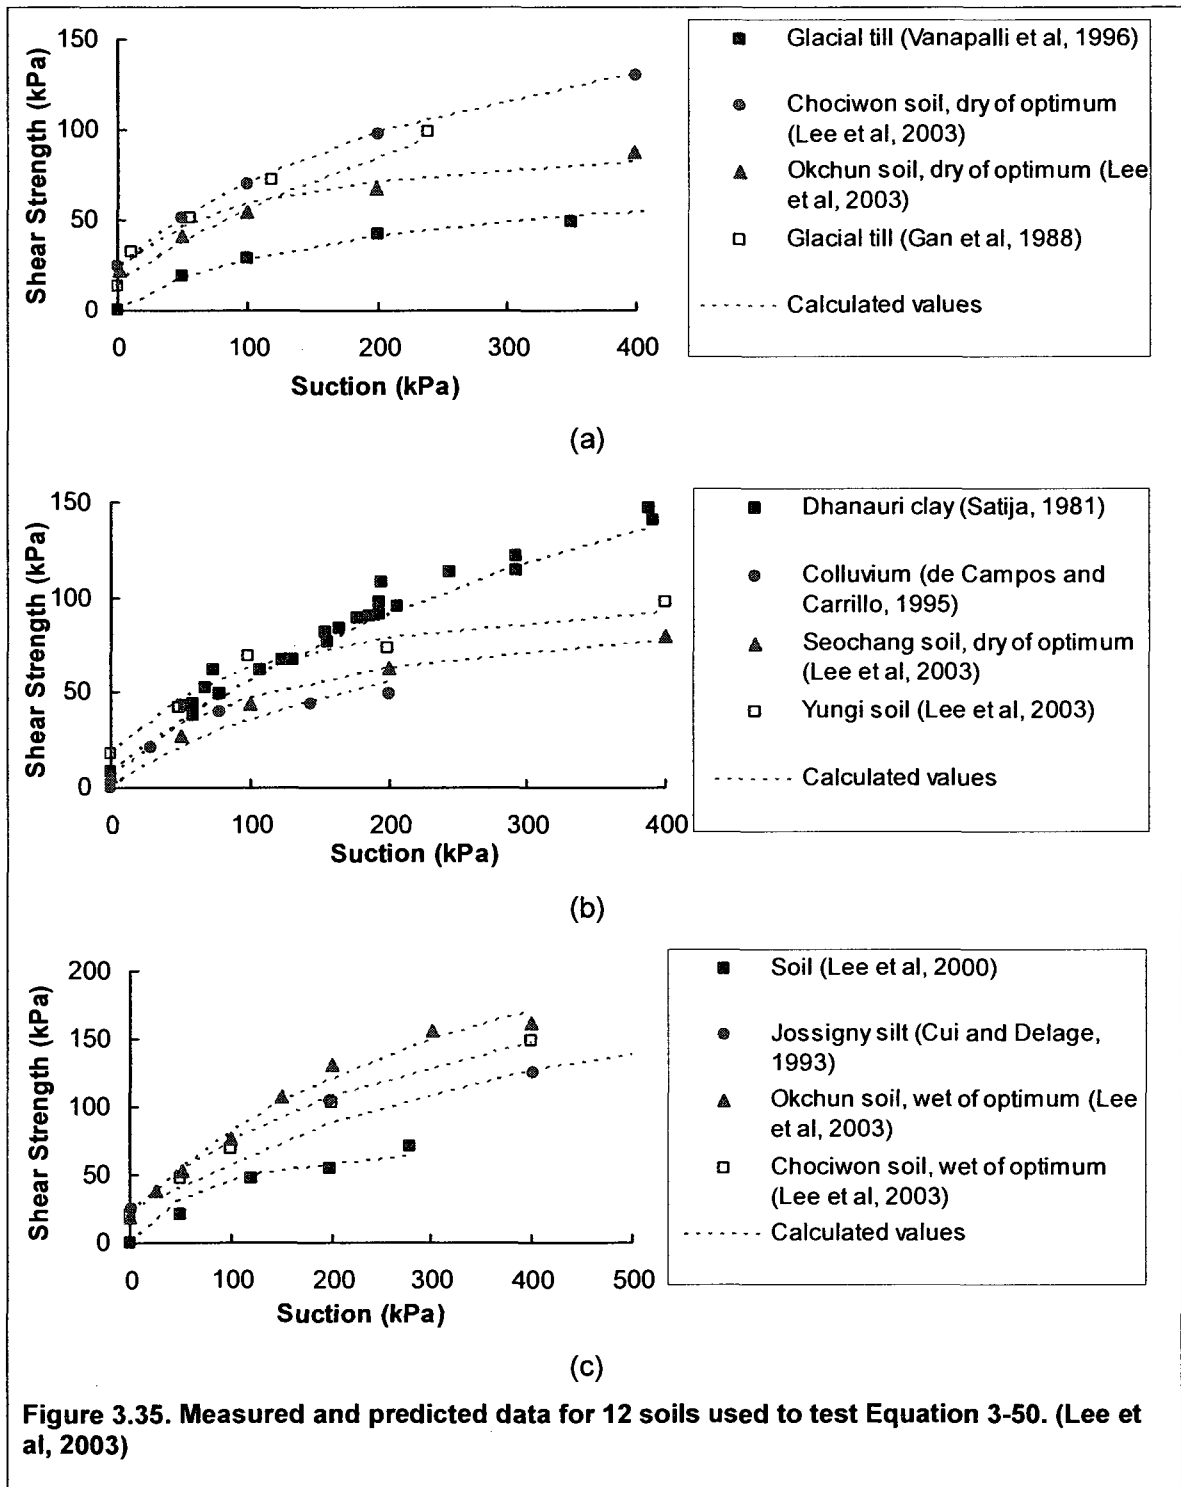 150
100
50
0
Shear Strength (kPa)
0 100 200 300 400
Suction (kPa)
Glacial till (Vanapalli et al, 1996)
Chociwon soil, dry of optimum
(Lee et al, 2003)
Okchun soil, dry of optimum (Lee
et al, 2003)
Glacial till (Gan et al, 1988)
Calculated values
(a)
150
100
50
0
Shear Strength (kPa)
0 100 200 300 400
Suction (kPa)
Dhanauri clay (Satija, 1981)
Colluvium (de Campos and
Carrillo, 1995)
Seochang soil, dry of optimum
(Lee et al, 2003)
Yungi soil (Lee et al, 2003)
Calculated values
(b)
200
150
100
50
0
Shear Strength (kPa)
0 100 200 300 400 500
Suction (kPa)
Soil (Lee et al, 2000)
Jossigny silt (Cui and Delage,
1993)
Okchun soil, wet of optimum (Lee
et al, 2003)
Chociwon soil, wet of optimum
(Lee et al, 2003)
Calculated values
(c)
Figure 3.35. Measured and predicted data for 12 soils used to test Equation 3-50. (Lee et
al, 2003)